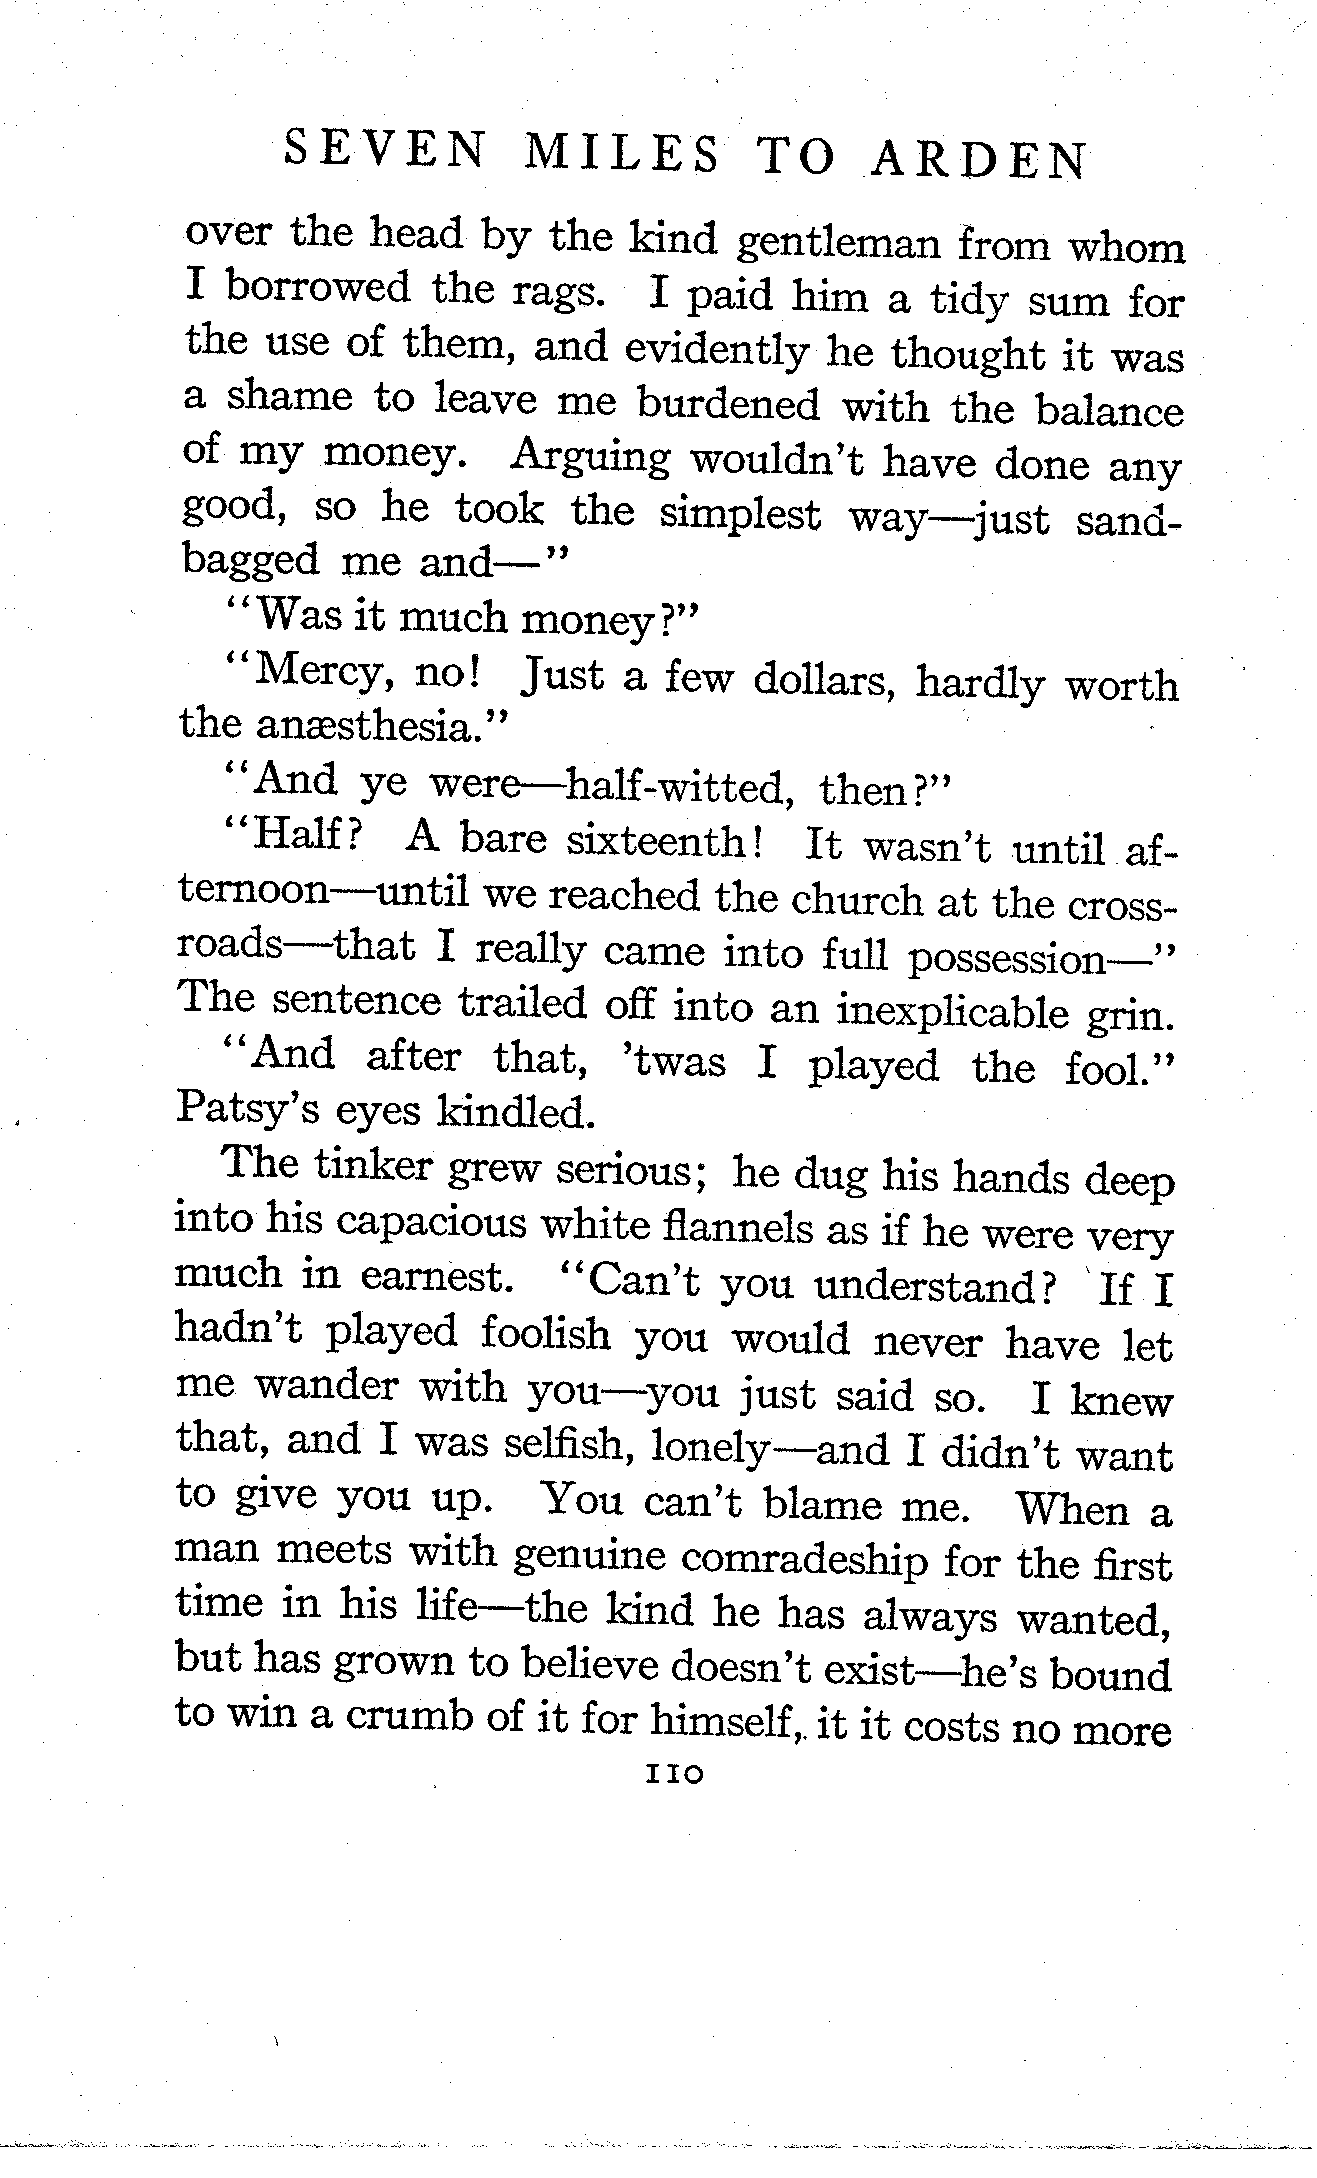 SEVEN MILES TO ARDEN
over the head by the kind gentleman from whom
I borrowed the rags. I paid him a tidy sum for
the use of them, and evidently he thought it was
a shame to leave me burdened with the balance
of my money. Arguing wouldn't have done any
good, so he took the simplest way—just sand-
bagged me and—"
"Was it much money?"
"Mercy, no! Just a few dollars, hardly worth
the anæsthesia."
"And ye were—half-witted, then?"
"Half? A bare sixteenth! It wasn't until af-
ternoon—until we reached the church at the cross-
roads—that I really came into full possession—"
The sentence trailed off into an inexplicable grin.
"And after that, 'twas I played the fool."
Patsy's eyes kindled.
The tinker grew serious; he dug his hands deep
into his capacious white flannels as if he were very
much in earnest. "Can't you understand? If I
hadn't played foolish you would never have let
me wander with you—you just said so. I knew
that, and I was selfish, lonely—and I didn't want
to give you up. You can't blame me. When a
man meets with genuine comradeship for the first
time in his life—the kind he has always wanted,
but has grown to believe doesn't exist—he's bound
to win a crumb of it for himself, it it costs no more
110